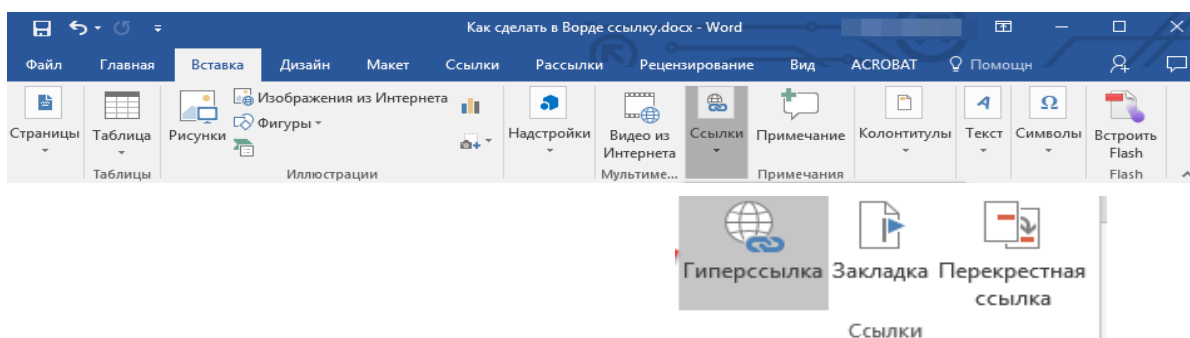 Как сделать в Ворде ссылку.docx - Word
Файл Главная Вставка Дизайн Макет Ссылки Рассылки Рецензирование Вид ACROBAT Помощн
Изображения из Интернета
Фигуры
Страницы Таблица Рисунки Надстройки Видео из Интернета Ссылки Примечание Колонтитулы Текст Символы Встроить Flash
Таблицы Иллюстрации Мультиме... Примечания Flash
Гиперссылка Закладка Перекрестная
ссылка
Ссылки